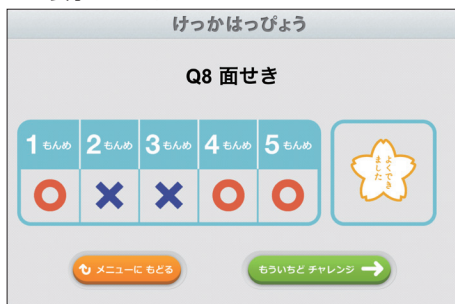 けっかはっぴょう
Q8 面せき
1もんめ 2もんめ 3もんめ 4もんめ 5もんめ
よくでき
ました
メニューに もどる
もういちど チャレンジ